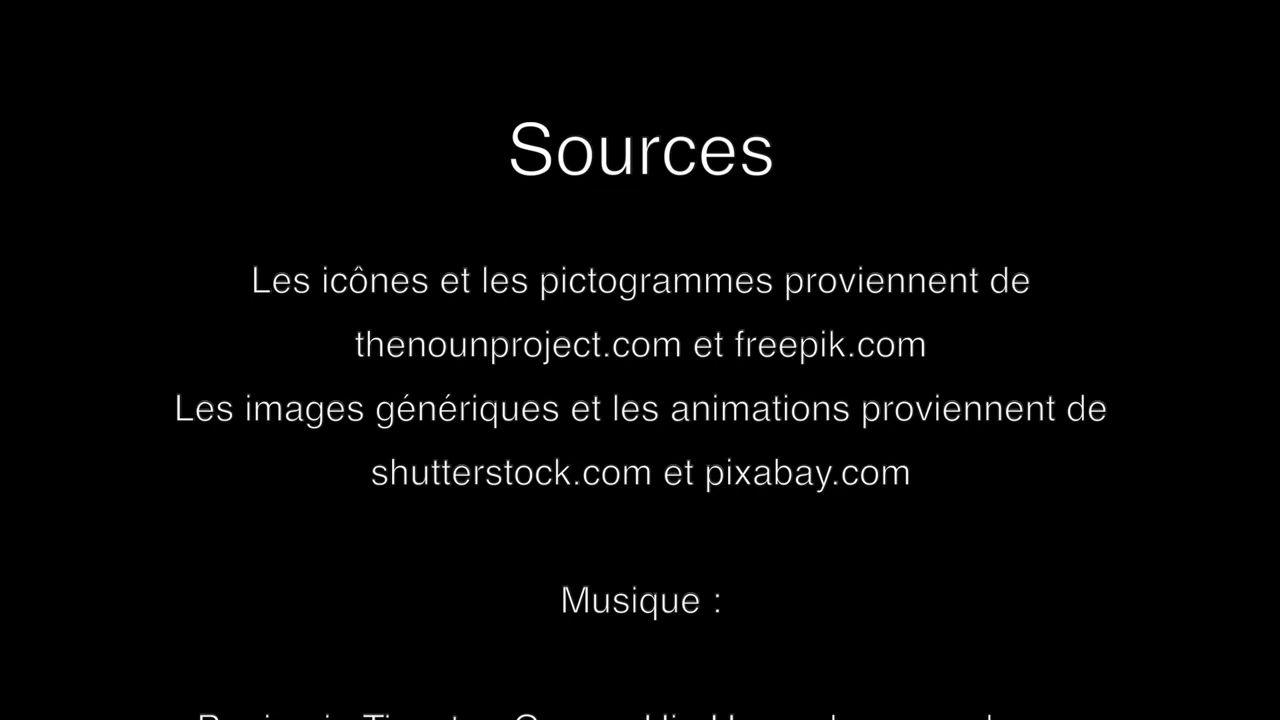 Sources
Les icônes et les pictogrammes proviennent de
thenounproject.com et freepik.com
Les images génériques et les animations proviennent de
shutterstock.com et pixabay.com
Musique :